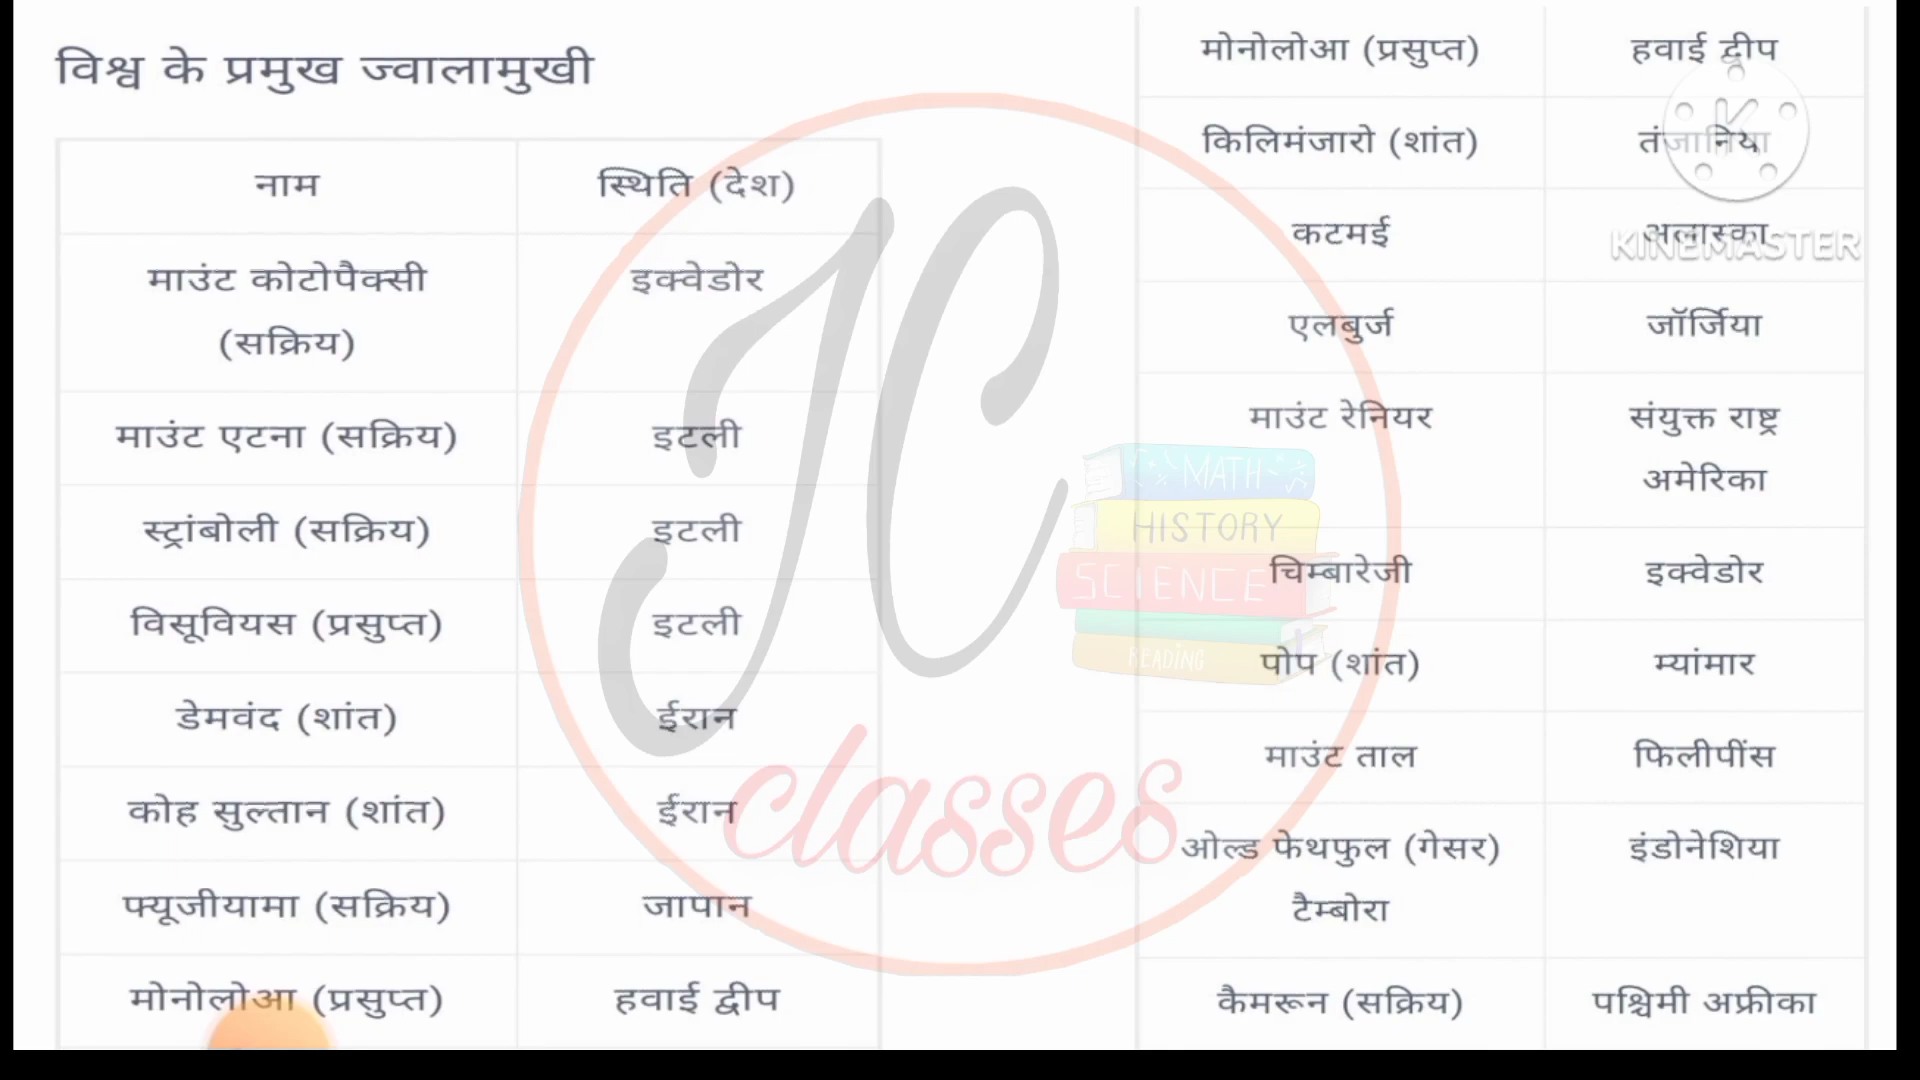 विश्व के प्रमुख ज्वालामुखी
नाम स्थिति (देश)
माउंट कोटोपैक्सी इक्वेडोर
(सक्रिय)
माउंट एटना (सक्रिय) इटली
स्ट्रांबोली (सक्रिय) इटली
विसूवियस (प्रसुप्त) इटली
डेमवंद (शांत) ईरान
कोह सुल्तान (शांत) ईरान
फ्यूजीयामा (सक्रिय) जापान
मोनोलोआ (प्रसुप्त) हवाई द्वीप
मोनोलोआ (प्रसुप्त) हवाई द्वीप
किलिमंजारो (शांत) तंजानिया
कटमई अलास्का
एलबुर्ज जॉर्जिया
माउंट रेनियर संयुक्त राष्ट्र
अमेरिका
चिम्बारेजी इक्वेडोर
पोप (शांत) म्यांमार
माउंट ताल फिलीपींस
ओल्ड फेथफुल (गेसर) इंडोनेशिया
टैम्बोरा
कैमरून (सक्रिय) पश्चिमी अफ्रीका
JC
classes
MATH
HISTORY
SCIENCE
READING
K
KINEMASTER